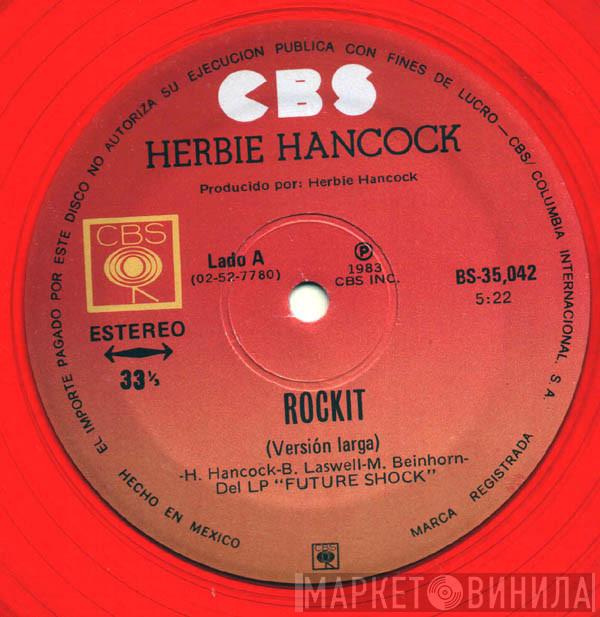 EL IMPORTE PAGADO POR ESTE DISCO NO AUTORIZA SU EJECUCION PUBLICA CON FINES DE LUCRO—CBS/COLUMBIA INTERNACIONAL, S.A.
CBS
HERBIE HANCOCK
Producido por: Herbie Hancock
CBS
Lado A
(02-52-7780)
P
1983
CBS INC.
BS-35,042
5:22
ESTEREO
33⅓
ROCKIT
(Versión larga)
-H. Hancock-B. Laswell-M. Beinhorn-
Del LP "FUTURE SHOCK"
HECHO EN MEXICO
MARCA REGISTRADA
CBS
МАРКЕТ ВИНИЛА